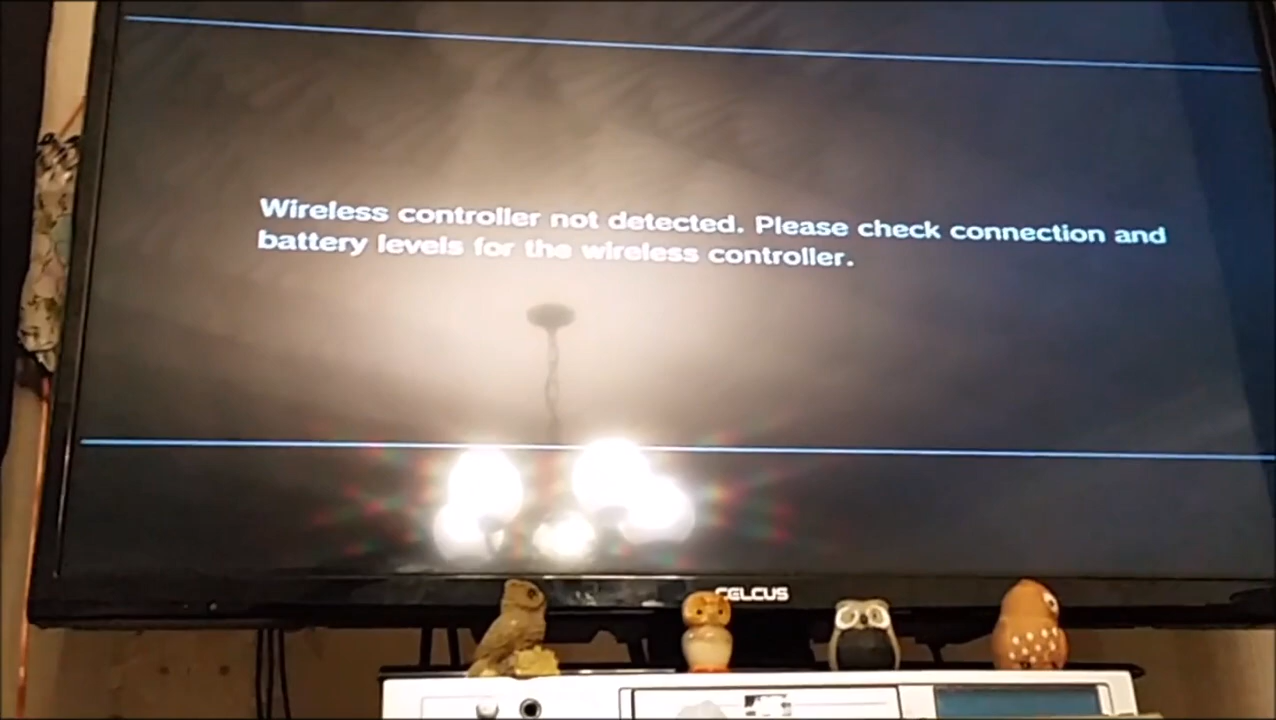 Wireless controller not detected. Please check connection and
battery levels for the wireless controller.
CELCUS